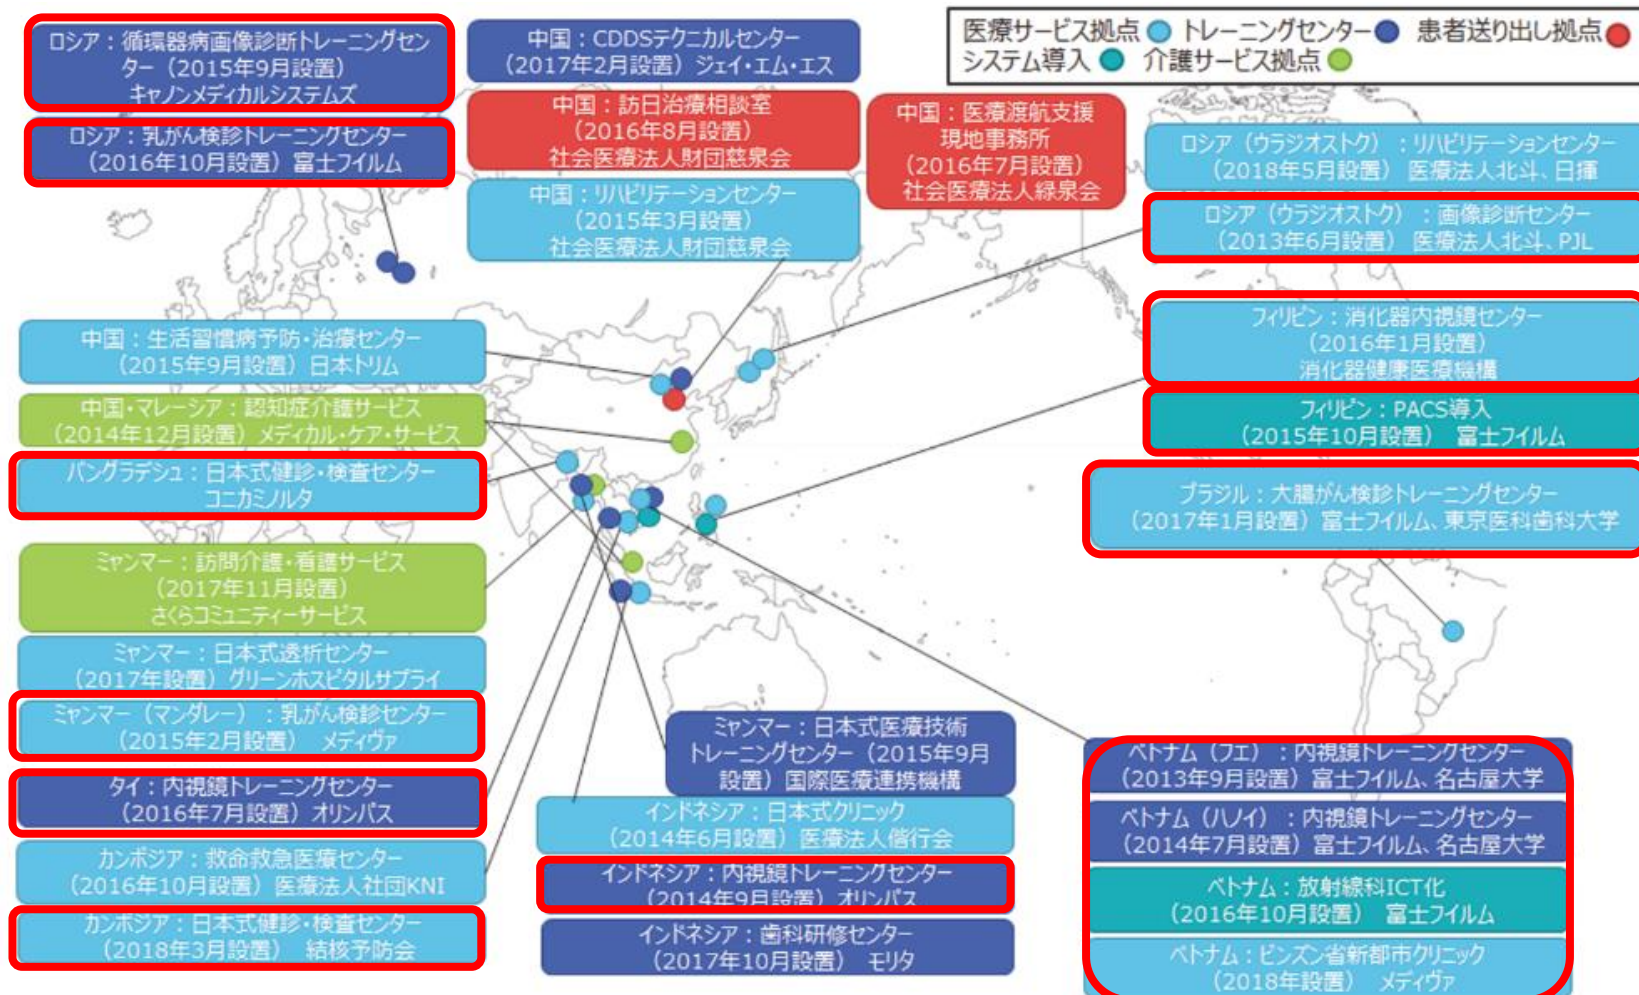 医療サービス拠点 トレーニングセンター 患者送り出し拠点
システム導入 介護サービス拠点
ロシア：循環器病画像診断トレーニングセン
ター（2015年9月設置）
キャノンメディカルシステムズ
ロシア：乳がん検診トレーニングセンター
（2016年10月設置）富士フイルム
中国：CDDSテクニカルセンター
（2017年2月設置）ジェイ・エム・エス
中国：訪日治療相談室
（2016年8月設置）
社会医療法人財団慈泉会
中国：リハビリテーションセンター
（2015年3月設置）
社会医療法人財団慈泉会
中国：医療渡航支援
現地事務所
（2016年7月設置）
社会医療法人緑泉会
ロシア（ウラジオストク）：リハビリテーションセンター
（2018年5月設置）医療法人北斗、日揮
ロシア（ウラジオストク）：画像診断センター
（2013年6月設置）医療法人北斗、PJL
中国：生活習慣病予防・治療センター
（2015年9月設置）日本トリム
中国・マレーシア：認知症介護サービス
（2014年12月設置）メディカル・ケア・サービス
バングラデシュ：日本式健診・検査センター
コニカミノルタ
ミャンマー：訪問介護・看護サービス
（2017年11月設置）
さくらコミュニティーサービス
ミャンマー：日本式透析センター
（2017年設置）グリーンホスピタルサプライ
ミャンマー（マンダレー）：乳がん検診センター
（2015年2月設置） メディヴァ
タイ：内視鏡トレーニングセンター
（2016年7月設置）オリンパス
カンボジア：救命救急医療センター
（2016年10月設置）医療法人社団KNI
カンボジア：日本式健診・検査センター
（2018年3月設置） 結核予防会
フィリピン：消化器内視鏡センター
（2016年1月設置）
消化器健康医療機構
フィリピン：PACS導入
（2015年10月設置） 富士フイルム
ブラジル：大腸がん検診トレーニングセンター
（2017年1月設置）富士フイルム、東京医科歯科大学
ミャンマー：日本式医療技術
トレーニングセンター（2015年9月
設置）国際医療連携機構
インドネシア：日本式クリニック
（2014年6月設置）医療法人偕行会
インドネシア：内視鏡トレーニングセンター
（2014年9月設置）オリンパス
インドネシア：歯科研修センター
（2017年10月設置） モリタ
ベトナム（フエ）：内視鏡トレーニングセンター
（2013年9月設置）富士フイルム、名古屋大学
ベトナム（ハノイ）：内視鏡トレーニングセンター
（2014年7月設置）富士フイルム、名古屋大学
ベトナム：放射線科ICT化
（2016年10月設置） 富士フイルム
ベトナム：ビンズン省新都市クリニック
（2018年設置） メディヴァ